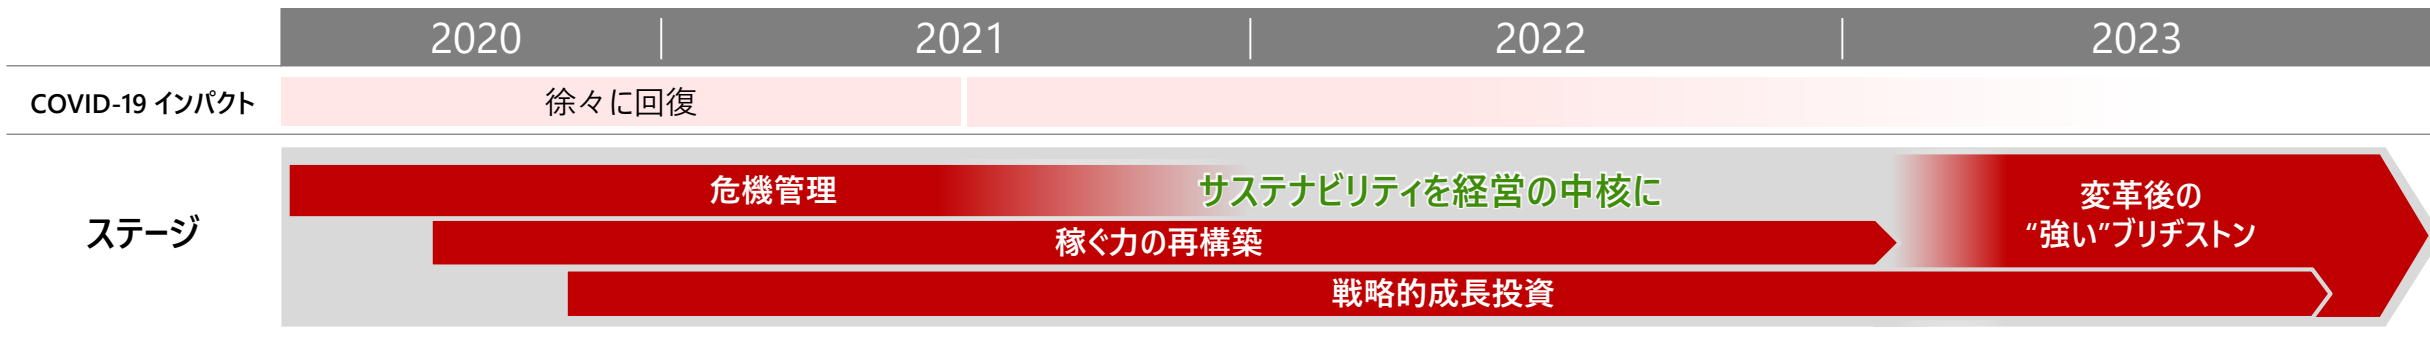 2020 2021 2022 2023
COVID-19 インパクト 徐々に回復
ステージ
危機管理 サステナビリティを経営の中核に
稼ぐ力の再構築
戦略的成長投資
変革後の
“強い”ブリヂストン